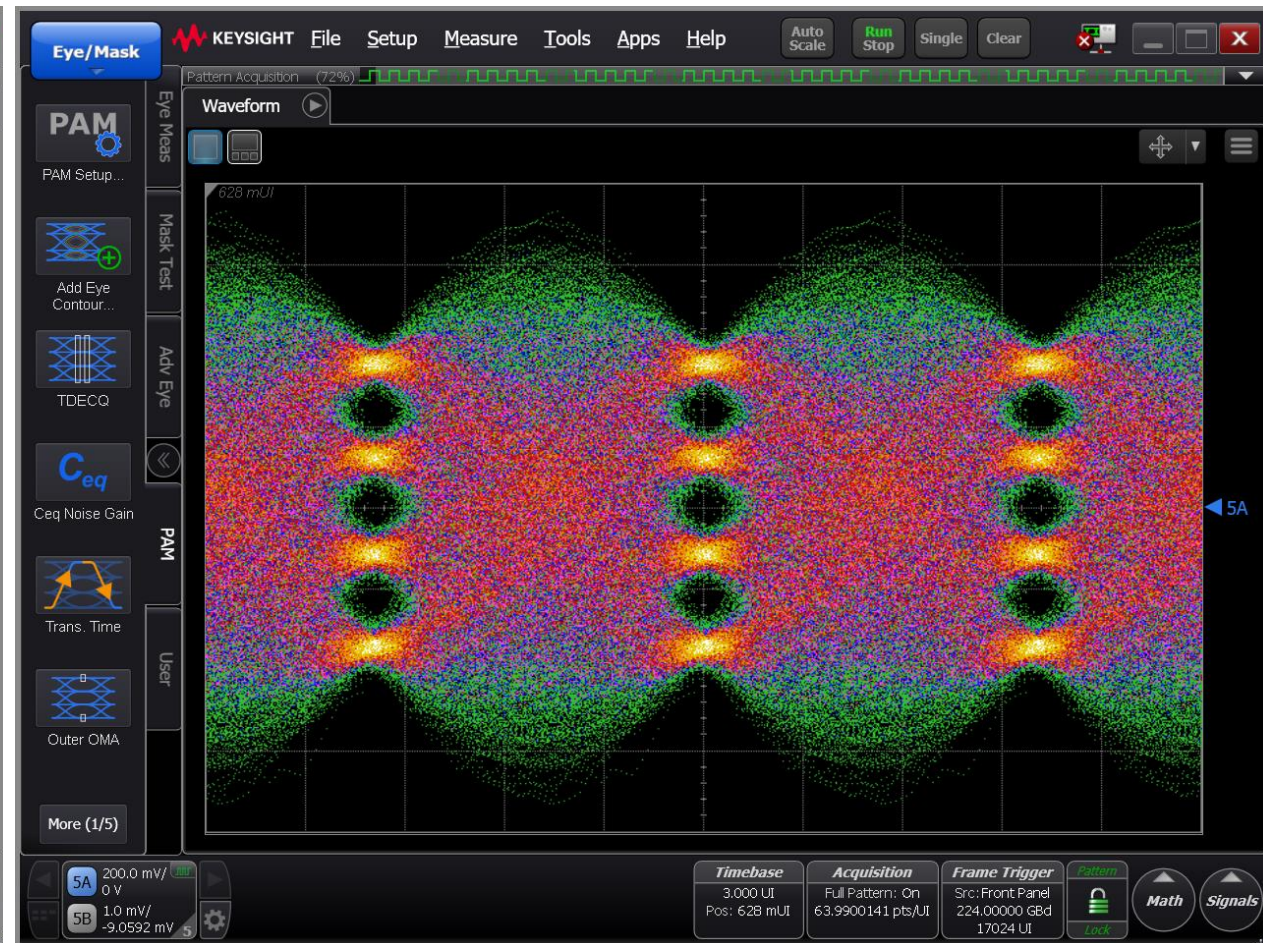 Eye/Mask
KEYSIGHT File Setup Measure Tools Apps Help
Auto Scale
Run Stop
Single
Clear
X
Pattern Acquisition (72%)
Waveform
PAM
PAM Setup...
Add Eye
Contour...
TDECQ
Ceq
Ceq Noise Gain
Trans. Time
Outer OMA
More (1/5)
Eye Meas
Mask Test
Adv Eye
PAM
User
628 mUI
5A
5A 200.0 mV/
0 V
5B 1.0 mV/
-9.0592 mV
5
Timebase
3.000 UI
Pos: 628 mUI
Acquisition
Full Pattern: On
63.9900141 pts/UI
Frame Trigger
Src: Front Panel
224.00000 GBd
17024 UI
Pattern
Lock
Math
Signals